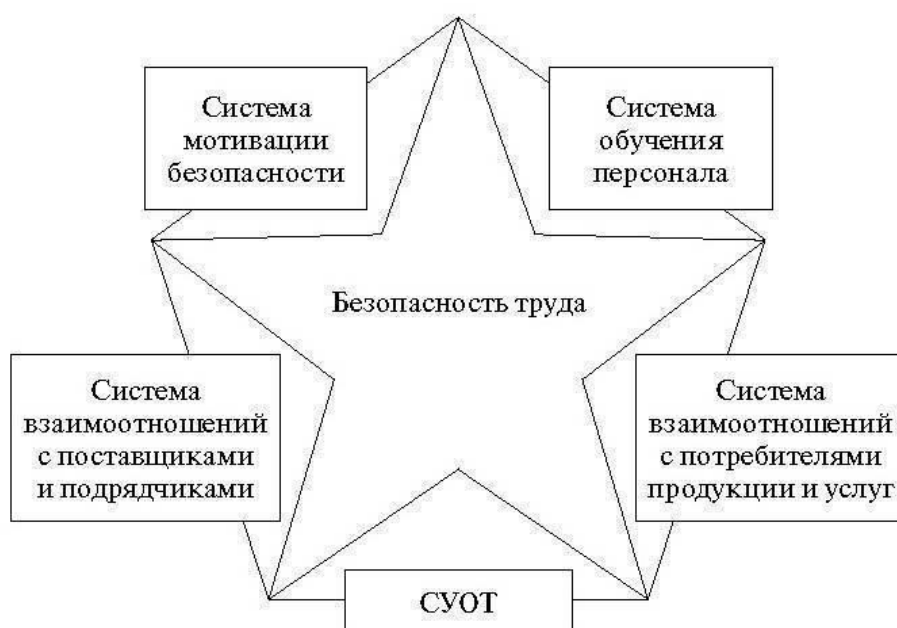 Система
мотивации
безопасности
Система
обучения
персонала
Безопасность труда
Система
взаимоотношений
с поставщиками
и подрядчиками
Система
взаимоотношений
с потребителями
продукции и услуг
СУОТ